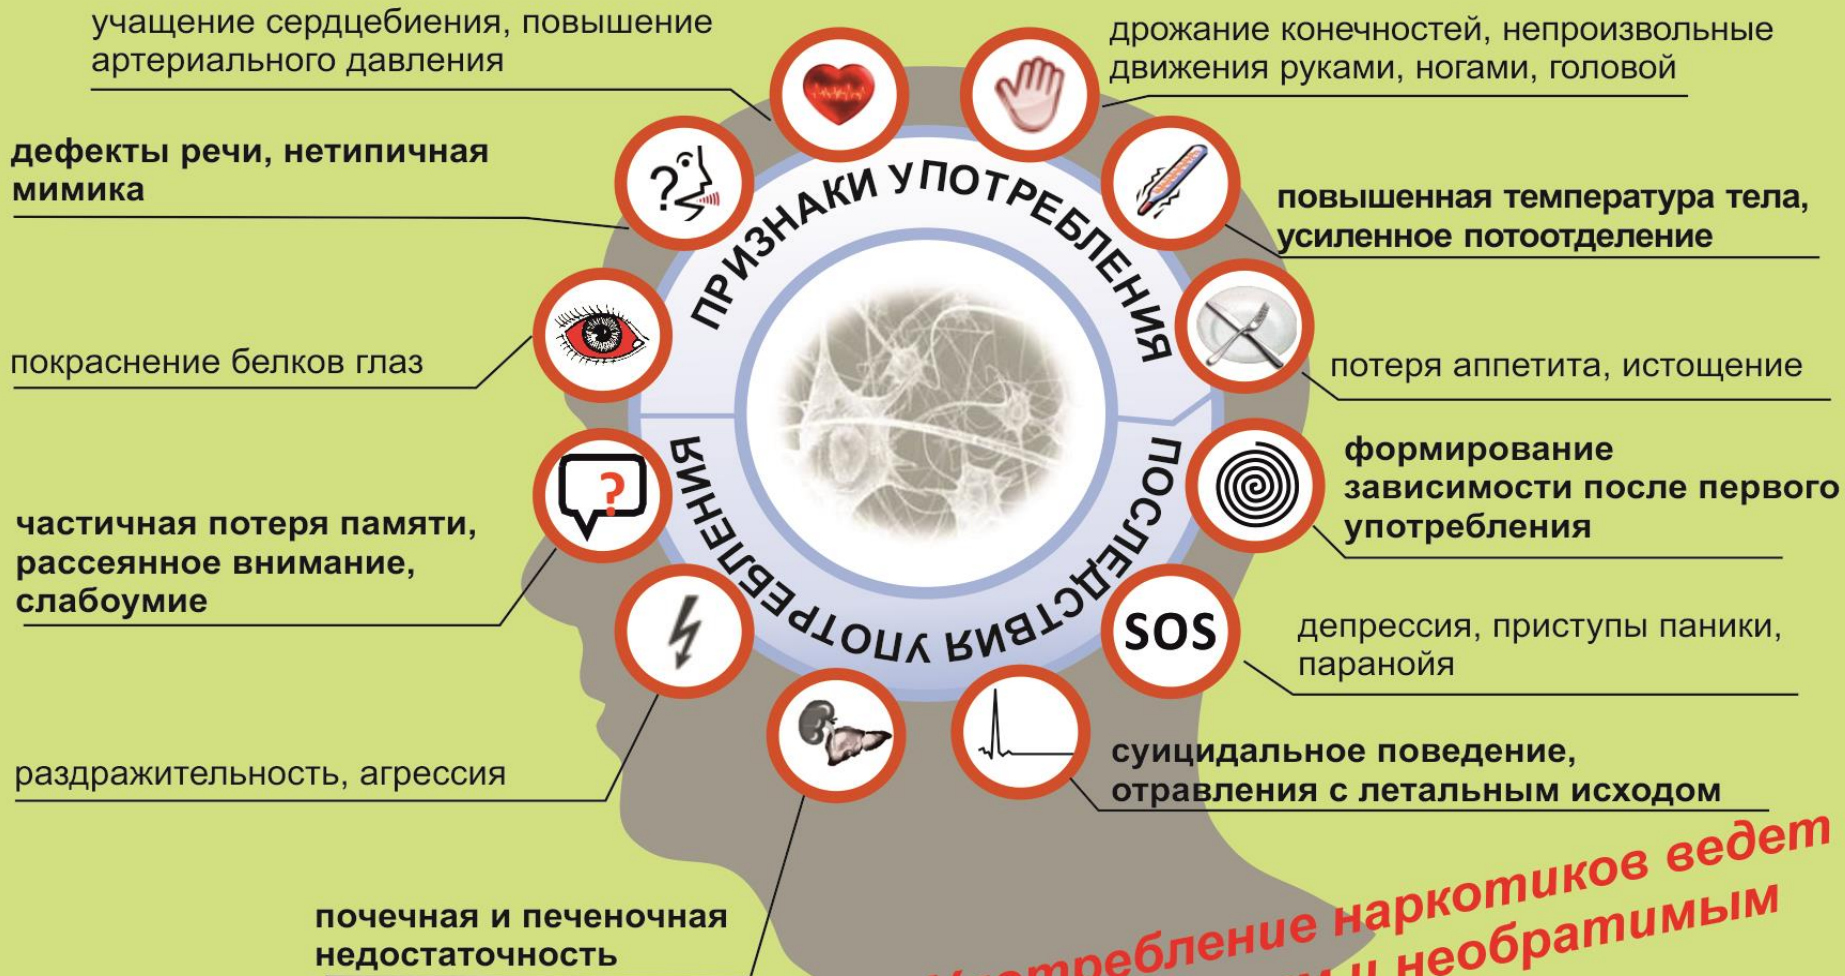 учащение сердцебиения, повышение
артериального давления
дрожание конечностей, непроизвольные
движения руками, ногами, головой
дефекты речи, нетипичная
мимика
повышенная температура тела,
усиленное потоотделение
ПРИЗНАКИ УПОТРЕБЛЕНИЯ
покраснение белков глаз
потеря аппетита, истощение
формирование
зависимости после первого
употребления
частичная потеря памяти,
рассеянное внимание,
слабоумие
ПОСЛЕДСТВИЯ УПОТРЕБЛЕНИЯ
SOS
депрессия, приступы паники,
паранойя
раздражительность, агрессия
суицидальное поведение,
отравления с летальным исходом
почечная и печеночная
недостаточность
Употребление наркотиков ведет
и необратимым